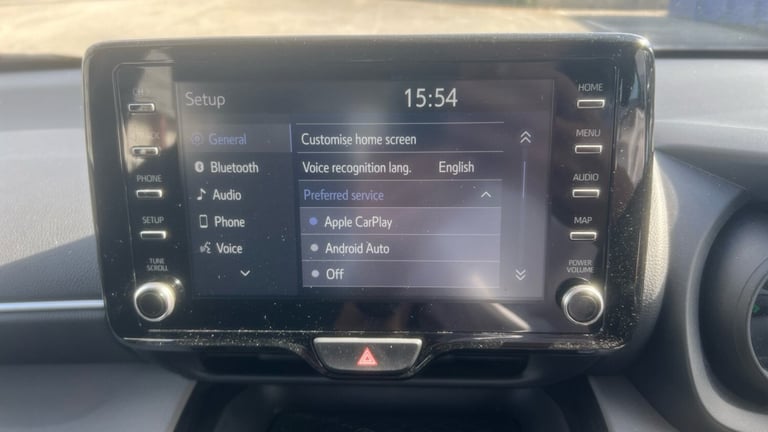 CH >
PHONE
SETUP
TUNE
SCROLL
Setup
15:54
General
Bluetooth
Audio
Phone
Voice
Customise home screen
Voice recognition lang. English
Preferred service
Apple CarPlay
Android Auto
Off
HOME
MENU
AUDIO
MAP
POWER
VOLUME